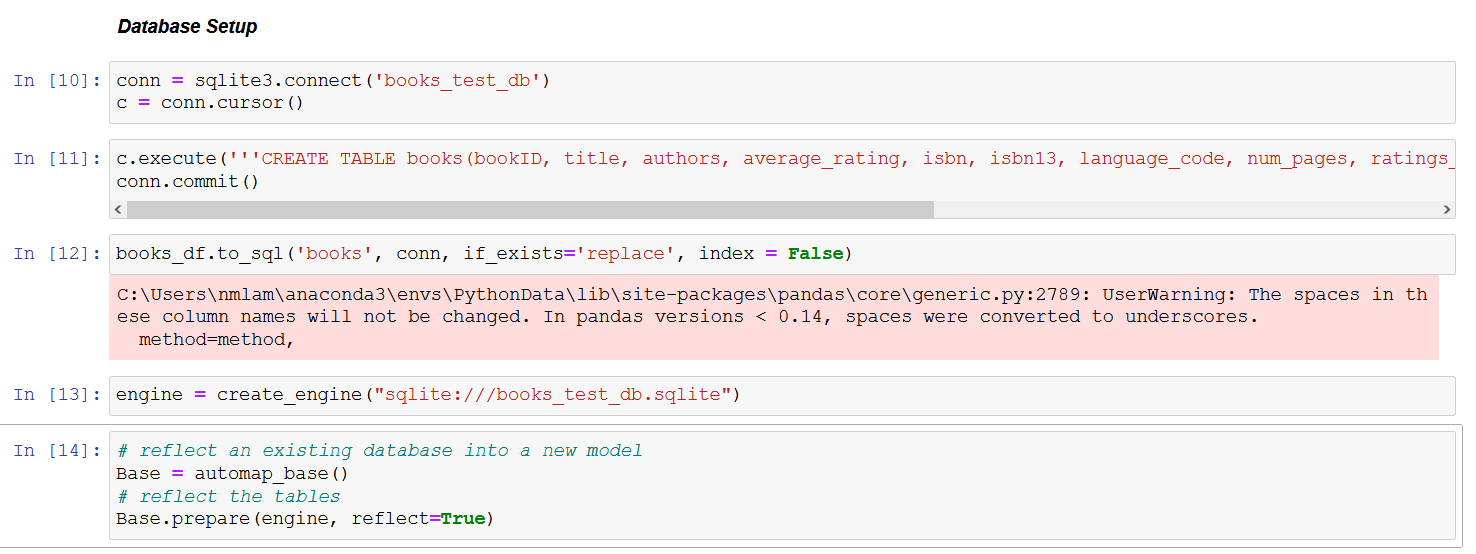 Database Setup
In [10]: conn = sqlite3.connect('books_test_db')
c = conn.cursor()
In [11]: c.execute('''CREATE TABLE books(bookID, title, authors, average_rating, isbn, isbn13, language_code, num_pages, ratings_
conn.commit()
In [12]: books_df.to_sql('books', conn, if_exists='replace', index = False)
C:\Users\nmlam\anaconda3\envs\PythonData\lib\site-packages\pandas\core\generic.py:2789: UserWarning: The spaces in th
ese column names will not be changed. In pandas versions < 0.14, spaces were converted to underscores.
method=method,
In [13]: engine = create_engine("sqlite:///books_test_db.sqlite")
In [14]: # reflect an existing database into a new model
Base = automap_base()
# reflect the tables
Base.prepare(engine, reflect=True)